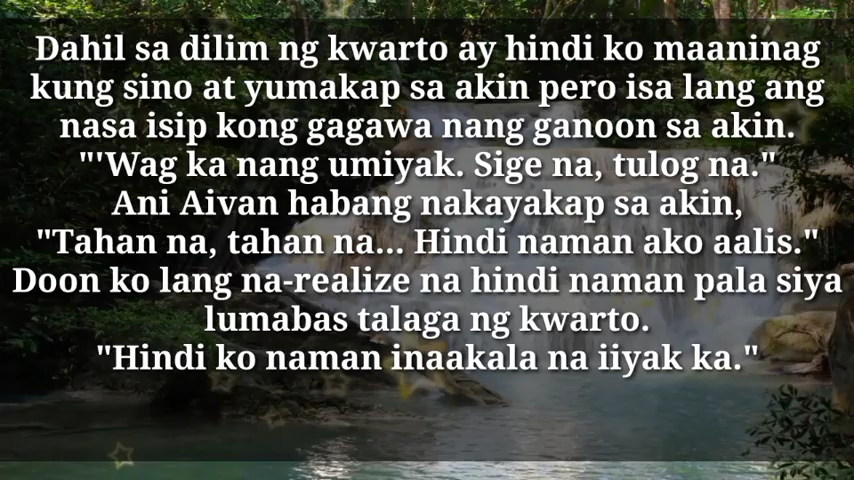 Dahil sa dilim ng kwarto ay hindi ko maaninag
kung sino at yumakap sa akin pero isa lang ang
nasa isip kong gagawa nang ganoon sa akin.
"'Wag ka nang umiyak. Sige na, tulog na."
Ani Aivan habang nakayakap sa akin,
"Tahan na, tahan na... Hindi naman ako aalis."
Doon ko lang na-realize na hindi naman pala siya
lumabas talaga ng kwarto.
"Hindi ko naman inaakala na iiyak ka."